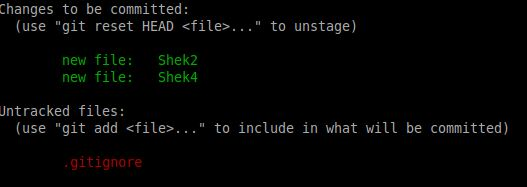 Changes to be committed:
(use "git reset HEAD <file>..." to unstage)
new file: Shek2
new file: Shek4
Untracked files:
(use "git add <file>..." to include in what will be committed)
.gitignore